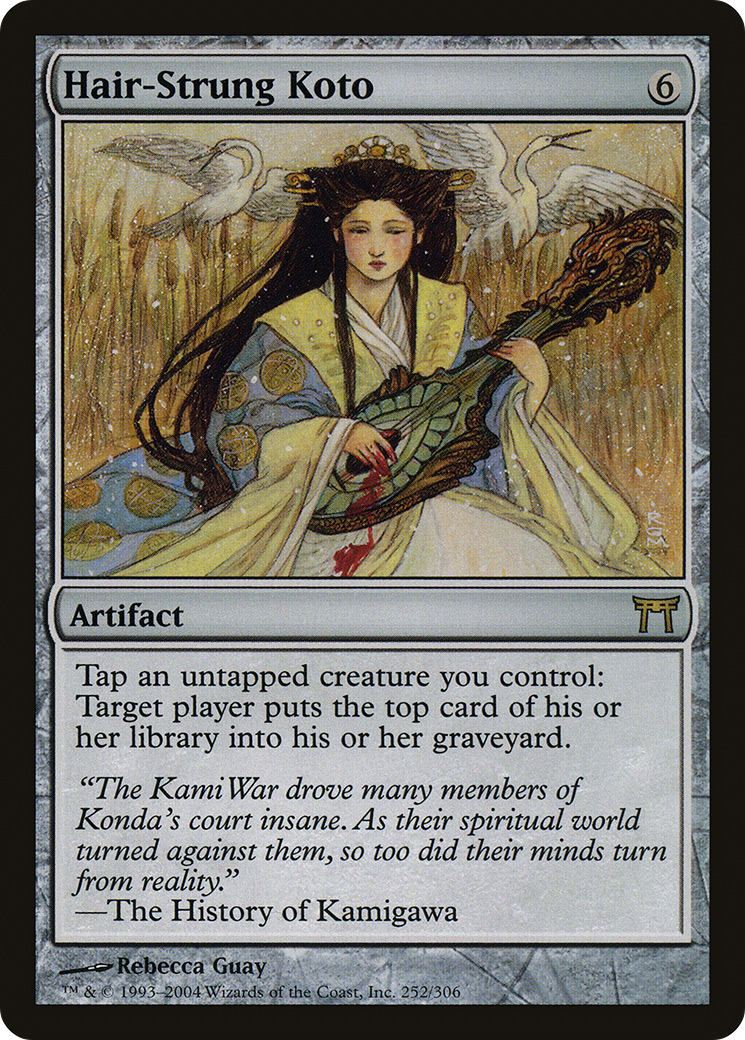 Hair-Strung Koto 6
Artifact
Tap an untapped creature you control:
Target player puts the top card of his or
her library into his or her graveyard.
“The Kami War drove many members of
Konda’s court insane. As their spiritual world
turned against them, so too did their minds turn
from reality.”
—The History of Kamigawa
Rebecca Guay
™ & © 1993–2004 Wizards of the Coast, Inc. 252/306